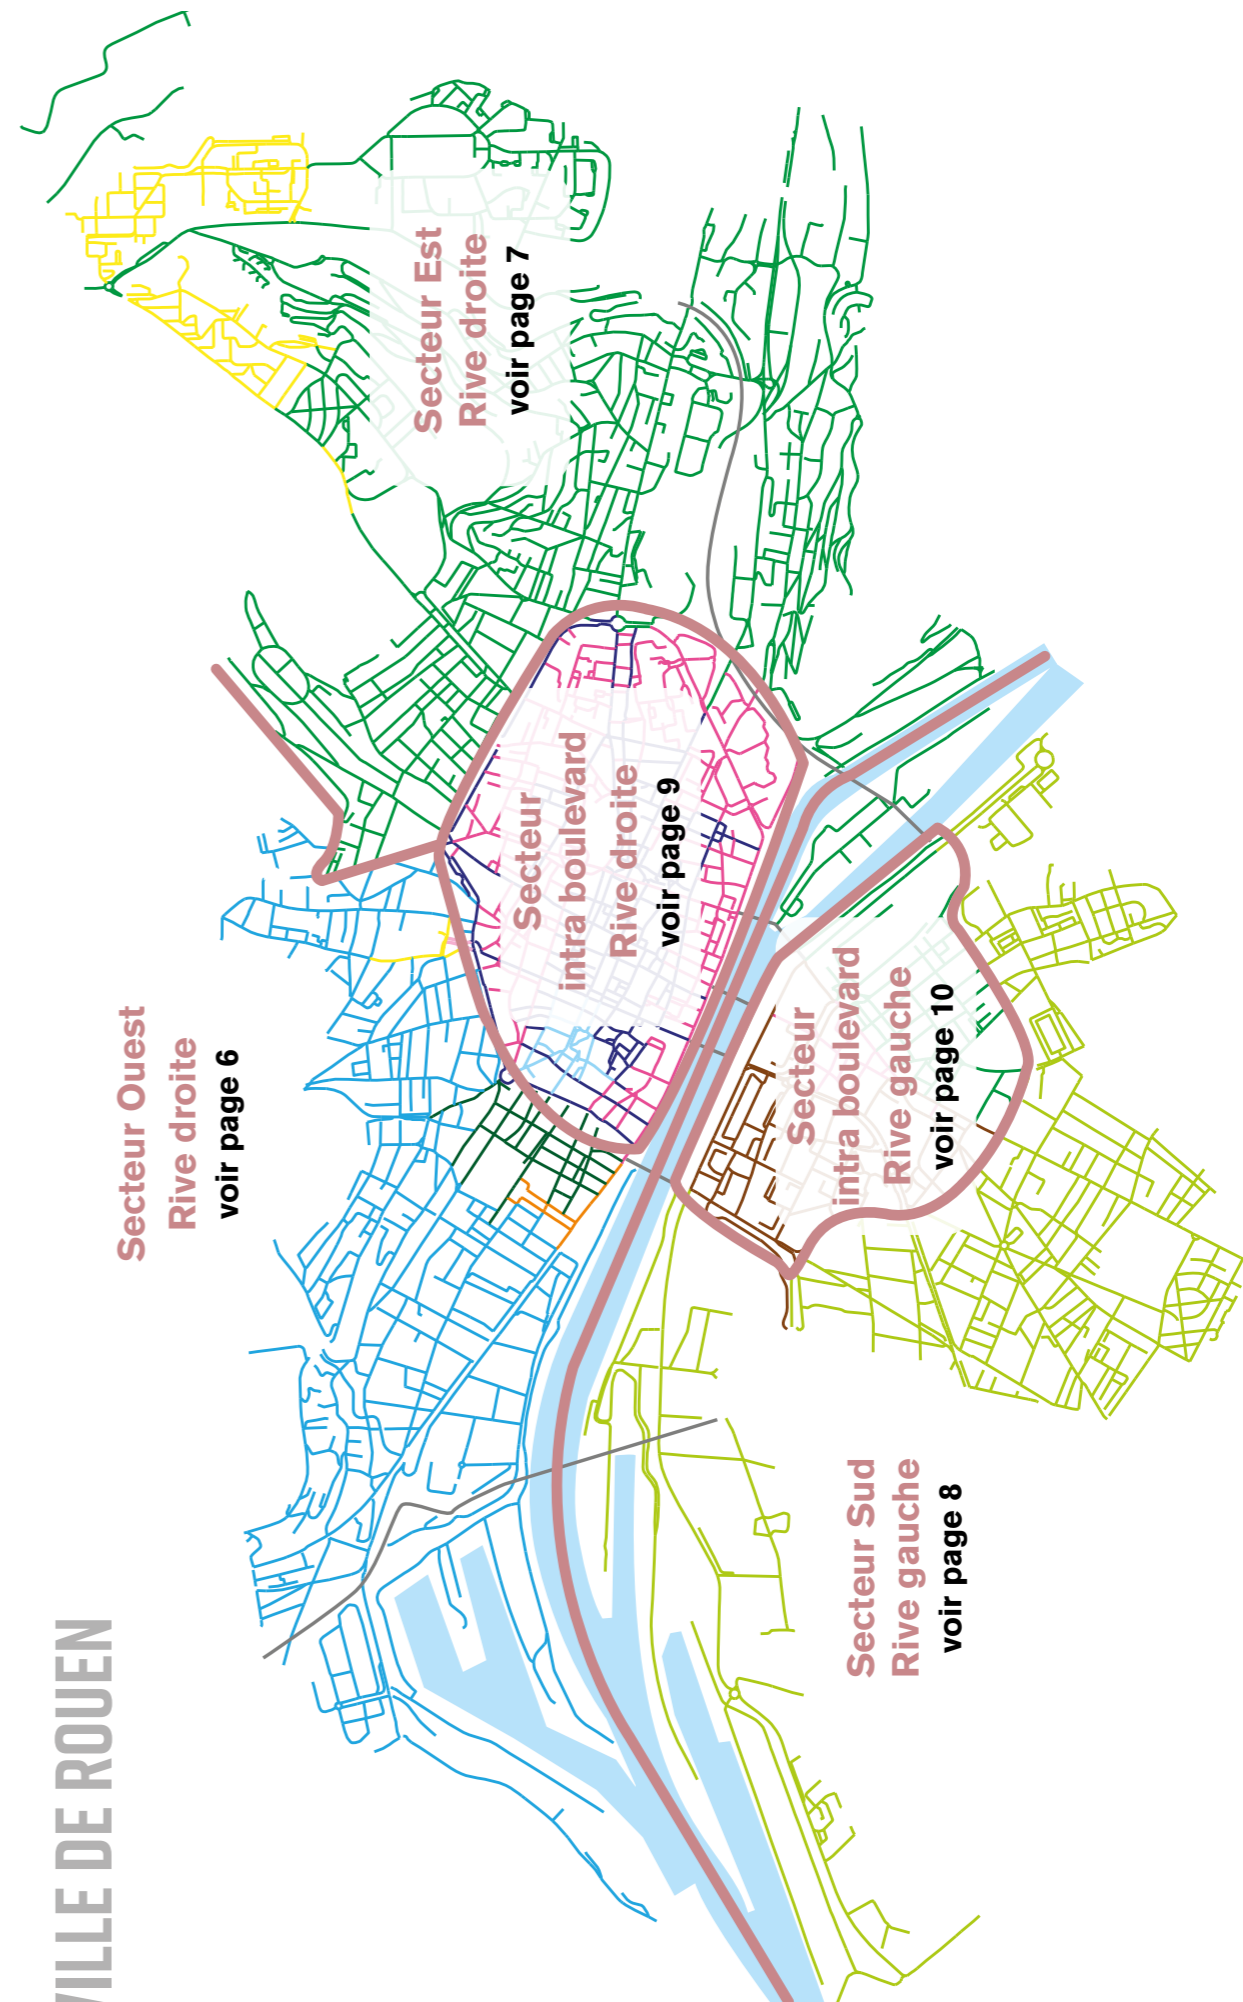 VILLE DE ROUEN
Secteur Ouest
Rive droite
voir page 6
Secteur Est
Rive droite
voir page 7
Secteur
intra boulevard
Rive droite
voir page 9
Secteur
intra boulevard
Rive gauche
voir page 10
Secteur Sud
Rive gauche
voir page 8